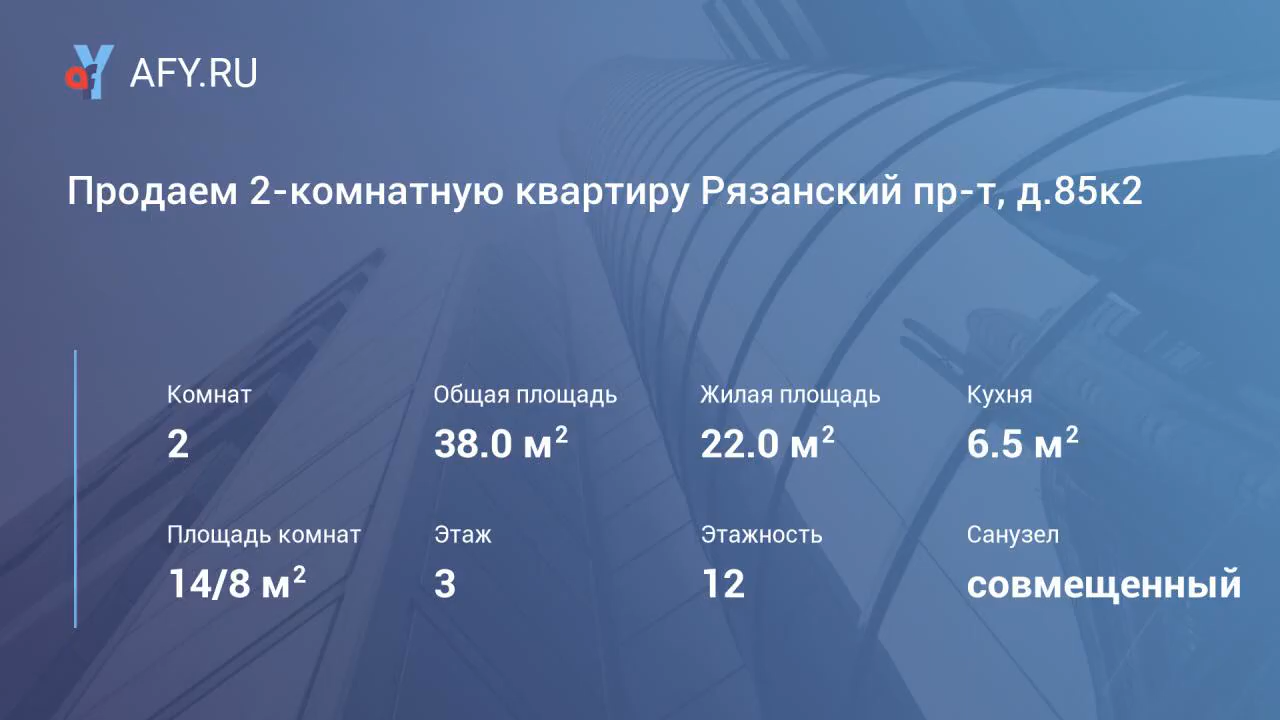 AFY.RU
Продаем 2-комнатную квартиру Рязанский пр-т, д.85к2
Комнат Общая площадь Жилая площадь Кухня
2 38.0 м² 22.0 м² 6.5 м²
Площадь комнат Этаж Этажность Санузел
14/8 м² 3 12 совмещенный